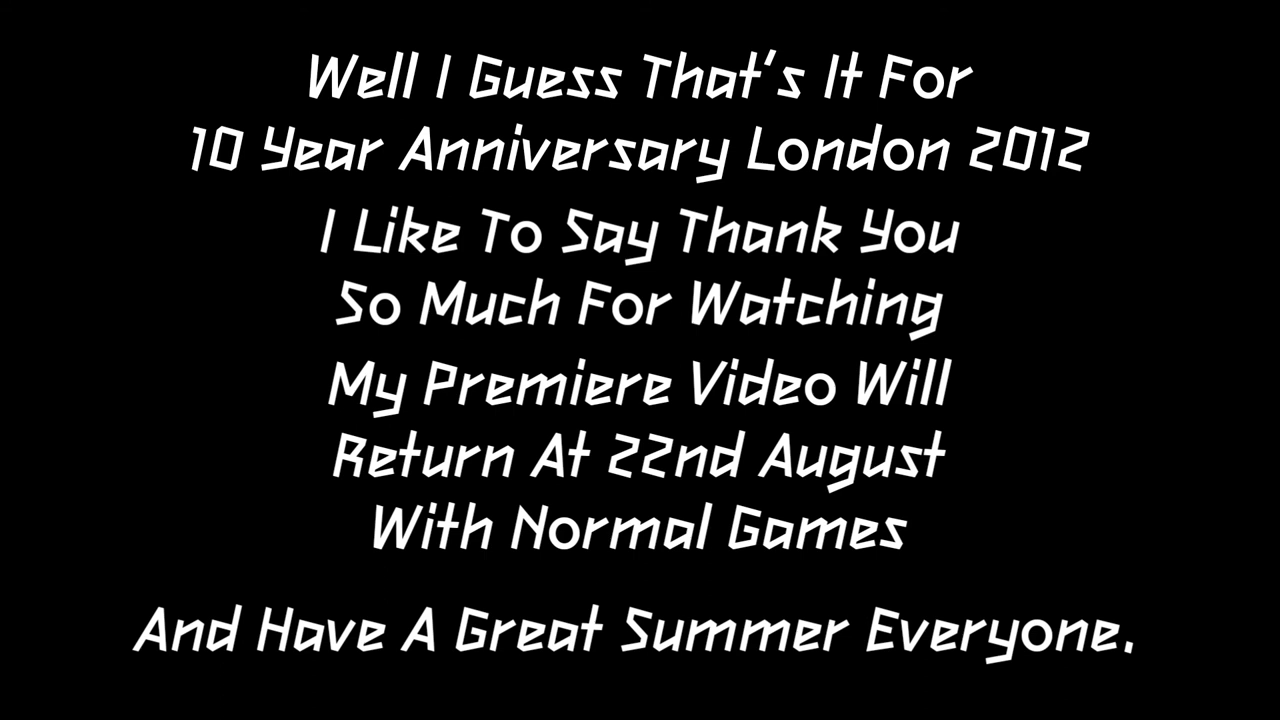 Well I Guess That's It For
10 Year Anniversary London 2012
I Like To Say Thank You
So Much For Watching
My Premiere Video Will
Return At 22nd August
With Normal Games
And Have A Great Summer Everyone.